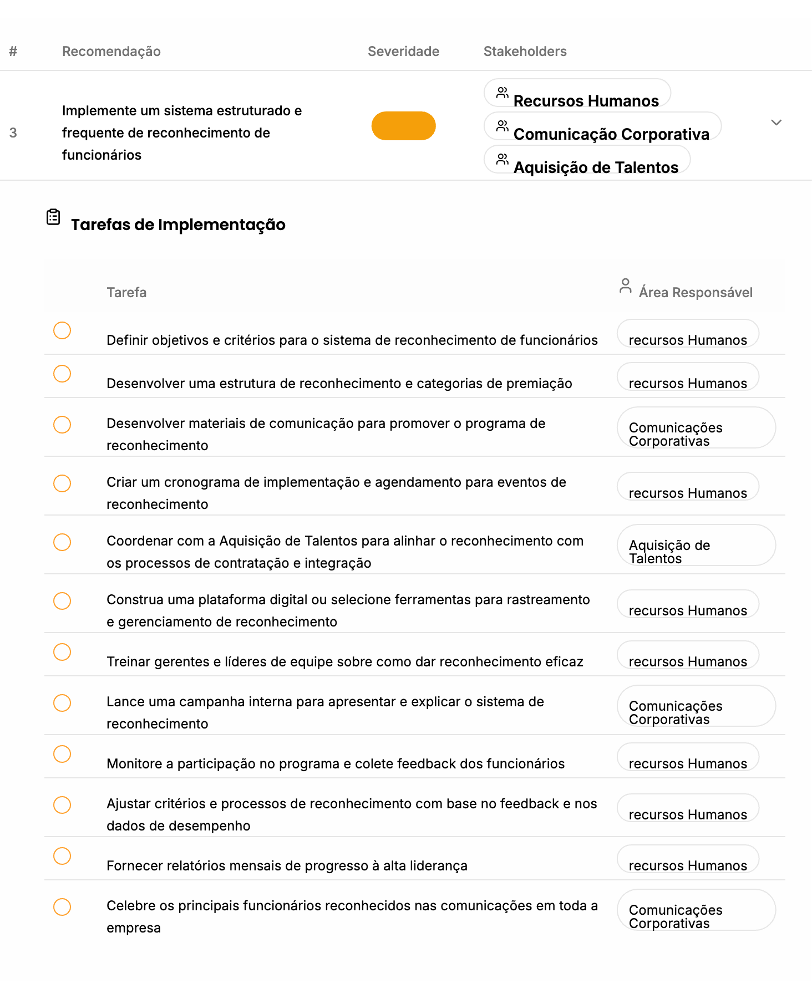 # Recomendação Severidade Stakeholders
3
Implemente um sistema estruturado e
frequente de reconhecimento de
funcionários
Recursos Humanos
Comunicação Corporativa
Aquisição de Talentos
Tarefas de Implementação
Tarefa Área Responsável
Definir objetivos e critérios para o sistema de reconhecimento de funcionários
recursos Humanos
Desenvolver uma estrutura de reconhecimento e categorias de premiação
recursos Humanos
Desenvolver materiais de comunicação para promover o programa de
reconhecimento
Comunicações
Corporativas
Criar um cronograma de implementação e agendamento para eventos de
reconhecimento
recursos Humanos
Coordenar com a Aquisição de Talentos para alinhar o reconhecimento com
os processos de contratação e integração
Aquisição de
Talentos
Construa uma plataforma digital ou selecione ferramentas para rastreamento
e gerenciamento de reconhecimento
recursos Humanos
Treinar gerentes e líderes de equipe sobre como dar reconhecimento eficaz
recursos Humanos
Lance uma campanha interna para apresentar e explicar o sistema de
reconhecimento
Comunicações
Corporativas
Monitore a participação no programa e colete feedback dos funcionários
recursos Humanos
Ajustar critérios e processos de reconhecimento com base no feedback e nos
dados de desempenho
recursos Humanos
Fornecer relatórios mensais de progresso à alta liderança
recursos Humanos
Celebre os principais funcionários reconhecidos nas comunicações em toda a
empresa
Comunicações
Corporativas